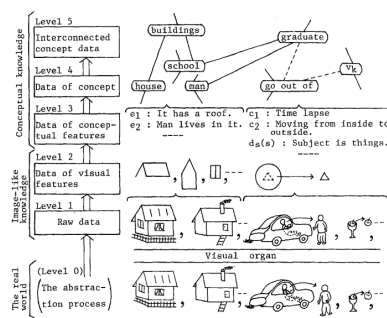 Level 5
Interconnected
concept data
Level 4
Data of concept
Level 3
Data of concep-
tual features
Level 2
Data of visual
features
Level 1
Raw data
(Level 0)
The abstrac-
tion process
Conceptual knowledge
Image-like
knowledge
The real
world
buildings
graduate
school
vk
house
man
go out of
e1 : It has a roof.
e2 : Man lives in it.
c1 : Time lapse
c2 : Moving from inside to
outside.
ds(s) : Subject is things.
Visual organ